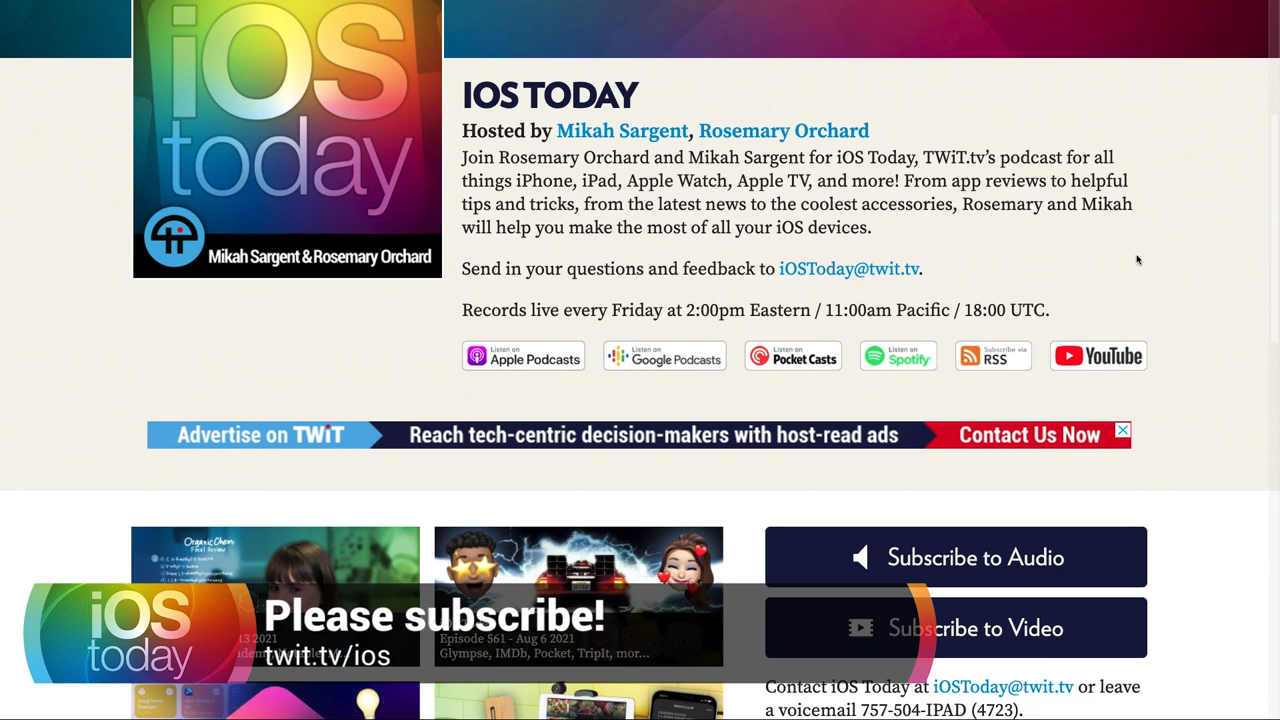 iOS
today
Mikah Sargent & Rosemary Orchard
IOS TODAY
Hosted by Mikah Sargent, Rosemary Orchard
Join Rosemary Orchard and Mikah Sargent for iOS Today, TWiT.tv’s podcast for all
things iPhone, iPad, Apple Watch, Apple TV, and more! From app reviews to helpful
tips and tricks, from the latest news to the coolest accessories, Rosemary and Mikah
will help you make the most of all your iOS devices.
Send in your questions and feedback to iOSToday@twit.tv.
Records live every Friday at 2:00pm Eastern / 11:00am Pacific / 18:00 UTC.
Listen on Apple Podcasts
Listen on Google Podcasts
Listen on Pocket Casts
Listen on Spotify
Subscribe via RSS
YouTube
Advertise on TWiT Reach tech-centric decision-makers with host-read ads Contact Us Now
Organic Chem
Final Review
13 2021
Episode 561 - Aug 6 2021
Glympse, IMDb, Pocket, TripIt, mor...
Subscribe to Audio
Subscribe to Video
iOS
today
Please subscribe!
twit.tv/ios
Contact iOS Today at iOSToday@twit.tv or leave
a voicemail 757-504-IPAD (4723).